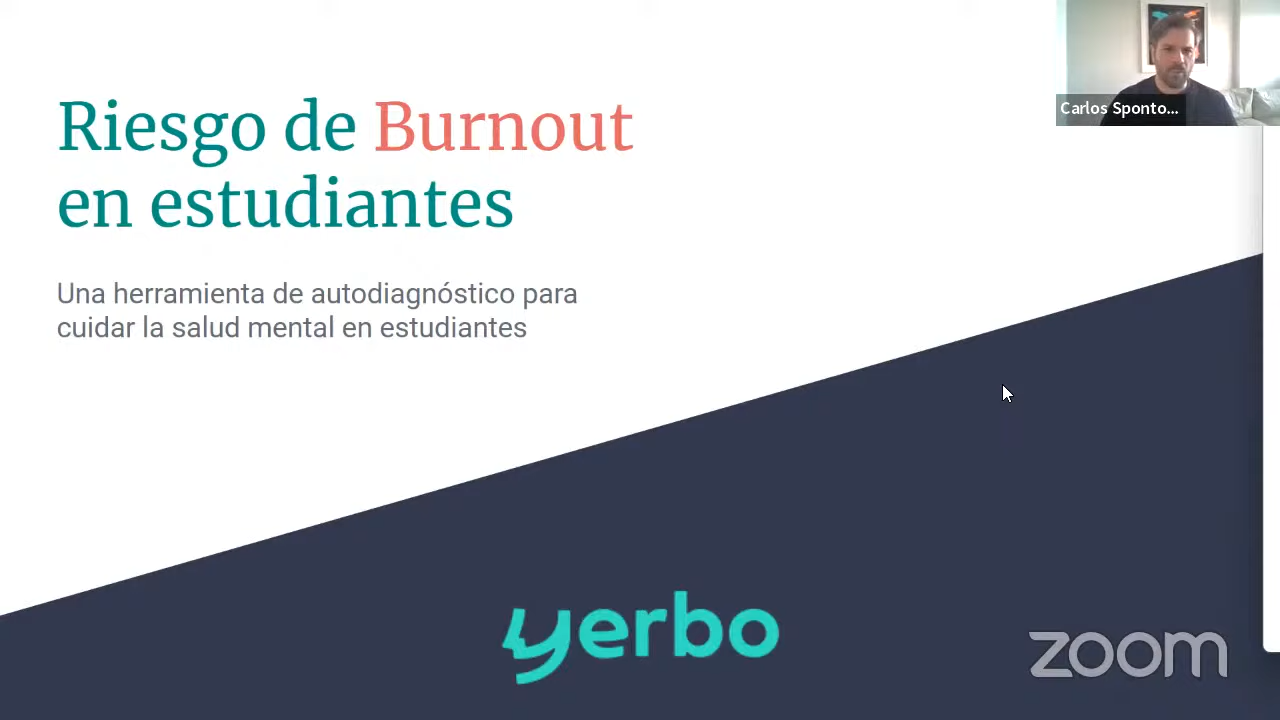 Riesgo de Burnout
en estudiantes
Una herramienta de autodiagnóstico para
cuidar la salud mental en estudiantes
Carlos Sponto...
yerbo
zoom